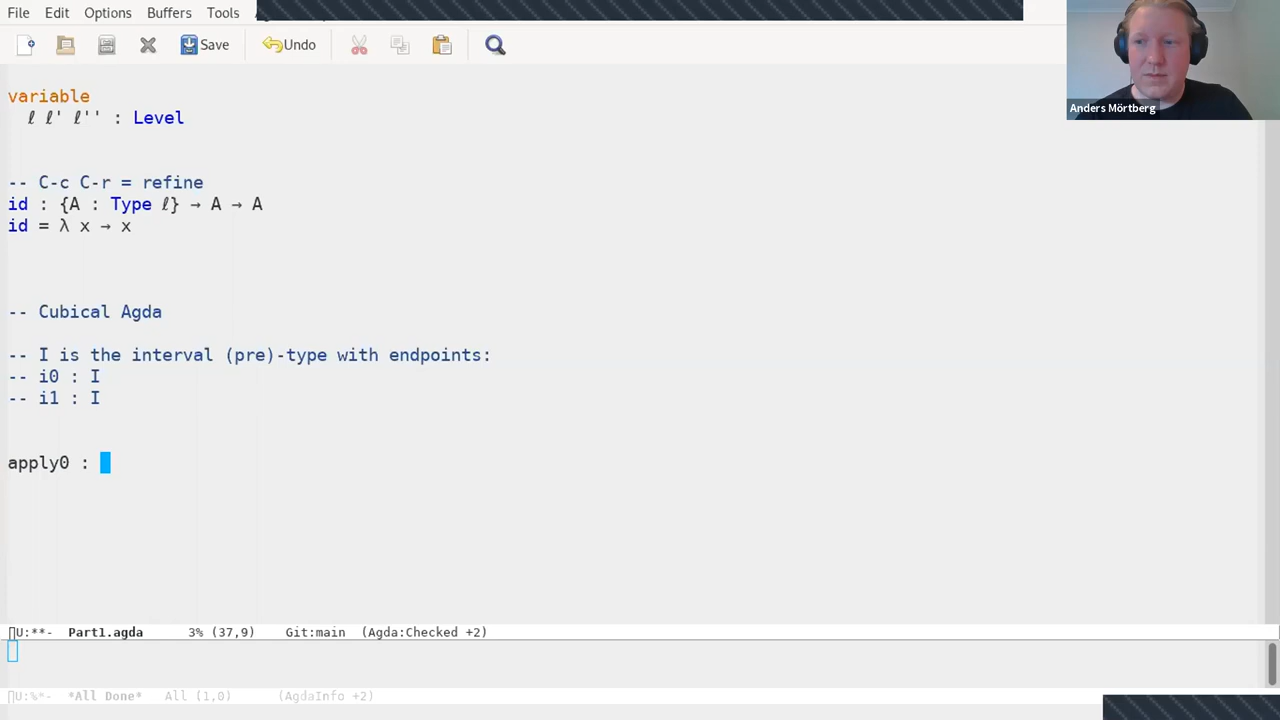 File Edit Options Buffers Tools
Save Undo
Anders Mörtberg
variable
ℓ ℓ' ℓ'' : Level
-- C-c C-r = refine
id : {A : Type ℓ} → A → A
id = λ x → x
-- Cubical Agda
-- I is the interval (pre)-type with endpoints:
-- i0 : I
-- i1 : I
apply0 :
U:**- Part1.agda 3% (37,9) Git:main (Agda:Checked +2)
U:%*- *All Done* All (1,0) (AgdaInfo +2)